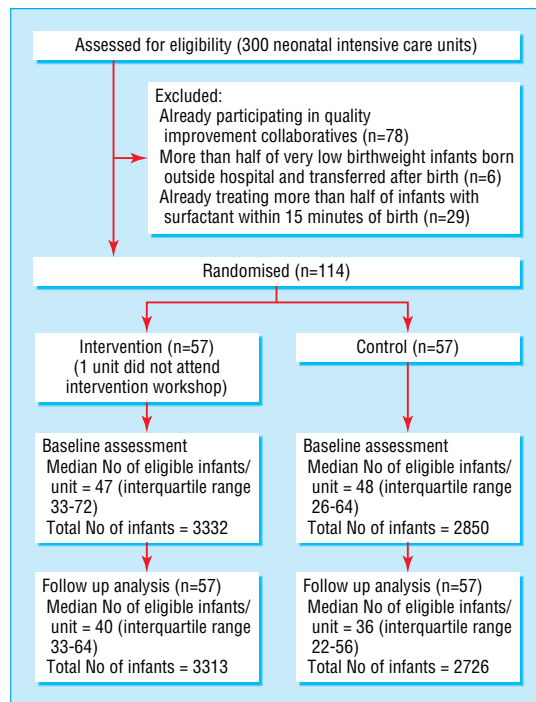 Assessed for eligibility (300 neonatal intensive care units)
Excluded:
Already participating in quality
improvement collaboratives (n=78)
More than half of very low birthweight infants born
outside hospital and transferred after birth (n=6)
Already treating more than half of infants with
surfactant within 15 minutes of birth (n=29)
Randomised (n=114)
Intervention (n=57)
(1 unit did not attend
intervention workshop)
Control (n=57)
Baseline assessment
Median No of eligible infants/
unit = 47 (interquartile range
33-72)
Total No of infants = 3332
Baseline assessment
Median No of eligible infants/
unit = 48 (interquartile range
26-64)
Total No of infants = 2850
Follow up analysis (n=57)
Median No of eligible infants/
unit = 40 (interquartile range
33-64)
Total No of infants = 3313
Follow up analysis (n=57)
Median No of eligible infants/
unit = 36 (interquartile range
22-56)
Total No of infants = 2726